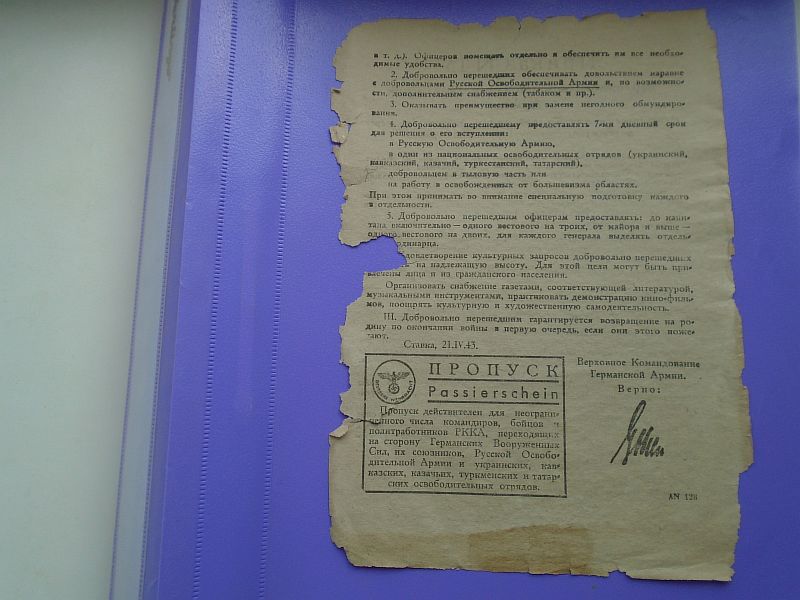 и т. д.). Офицеров помещать отдельно и обеспечить им все необхо-
димые удобства.
2. Добровольно перешедших обеспечивать довольствием наравне
с добровольцами Русской Освободительной Армии и, по возможно-
сти, дополнительным снабжением (табаком и пр.).
3. Оказывать преимущество при замене негодного обмундиро-
вания.
4. Добровольно перешедшему предоставлять 7-ми дневный срок
для решения о его вступлении:
в Русскую Освободительную Армию,
в один из национальных освободительных отрядов (украинский,
кавказский, казачий, туркестанский, татарский),
добровольцем в тыловую часть или
на работу в освобожденных от большевизма областях.
При этом принимать во внимание специальную подготовку каждого
в отдельности.
5. Добровольно перешедшим офицерам предоставлять: до капи-
тана включительно — одного вестового на троих, от майора и выше —
одного вестового на двоих, для каждого генерала выделять отдель-
ординарца.
довлетворение культурных запросов добровольно перешедших
на надлежащую высоту. Для этой цели могут быть при-
влечены лица и из гражданского населения.
Организовать снабжение газетами, соответствующей литературой,
музыкальными инструментами, практиковать демонстрацию кино-филь-
мов, поощрять культурную и художественную самодеятельность.
III. Добровольно перешедшим гарантируется возвращение на ро-
дину по окончании войны в первую очередь, если они этого поже-
лают.
Ставка, 21.IV.43.
Верховное Командование
Германской Армии.
Верно:
ПРОПУСК
Passierschein
Пропуск действителен для неограни-
ченного числа командиров, бойцов и
политработников РККА, переходящих
на сторону Германских Вооруженных
Сил, их союзников, Русской Освобо-
дительной Армии и украинских, кав-
казских, казачьих, туркменских и татар-
ских освободительных отрядов.
AN 126